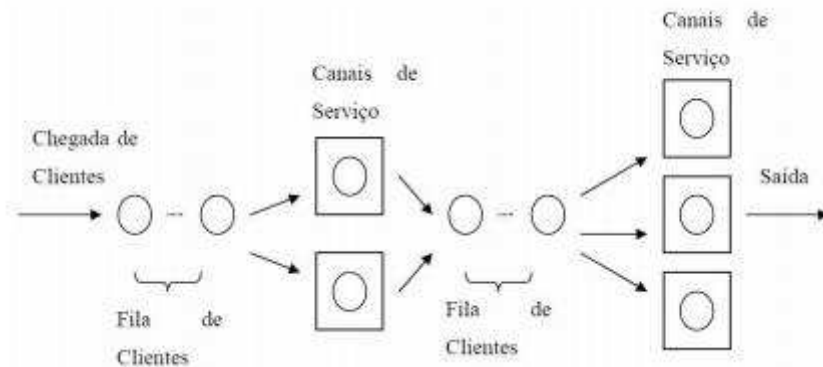 Canais de
Serviço
Canais de
Serviço
Chegada de
Clientes
Saída
Fila de
Clientes
Fila de
Clientes